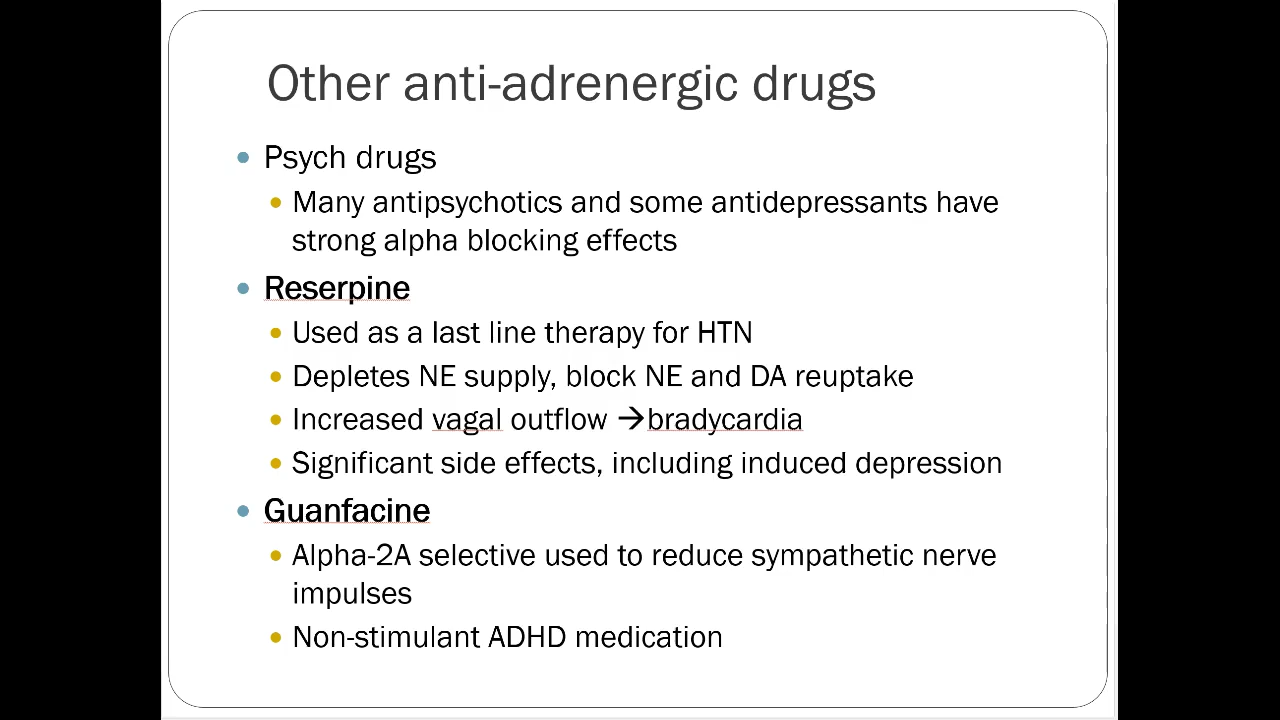 Other anti-adrenergic drugs
Psych drugs
Many antipsychotics and some antidepressants have
strong alpha blocking effects
Reserpine
Used as a last line therapy for HTN
Depletes NE supply, block NE and DA reuptake
Increased vagal outflow →bradycardia
Significant side effects, including induced depression
Guanfacine
Alpha-2A selective used to reduce sympathetic nerve
impulses
Non-stimulant ADHD medication